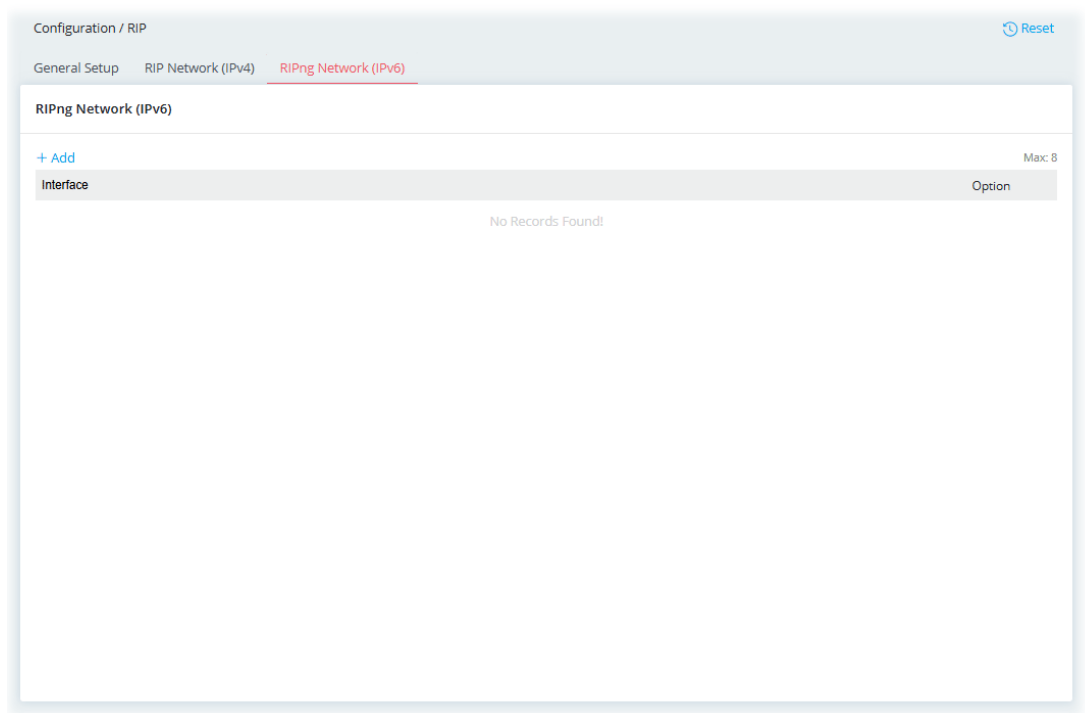 Configuration / RIP
Reset
General Setup RIP Network (IPv4) RIPng Network (IPv6)
RIPng Network (IPv6)
+ Add
Max: 8
Interface Option
No Records Found!